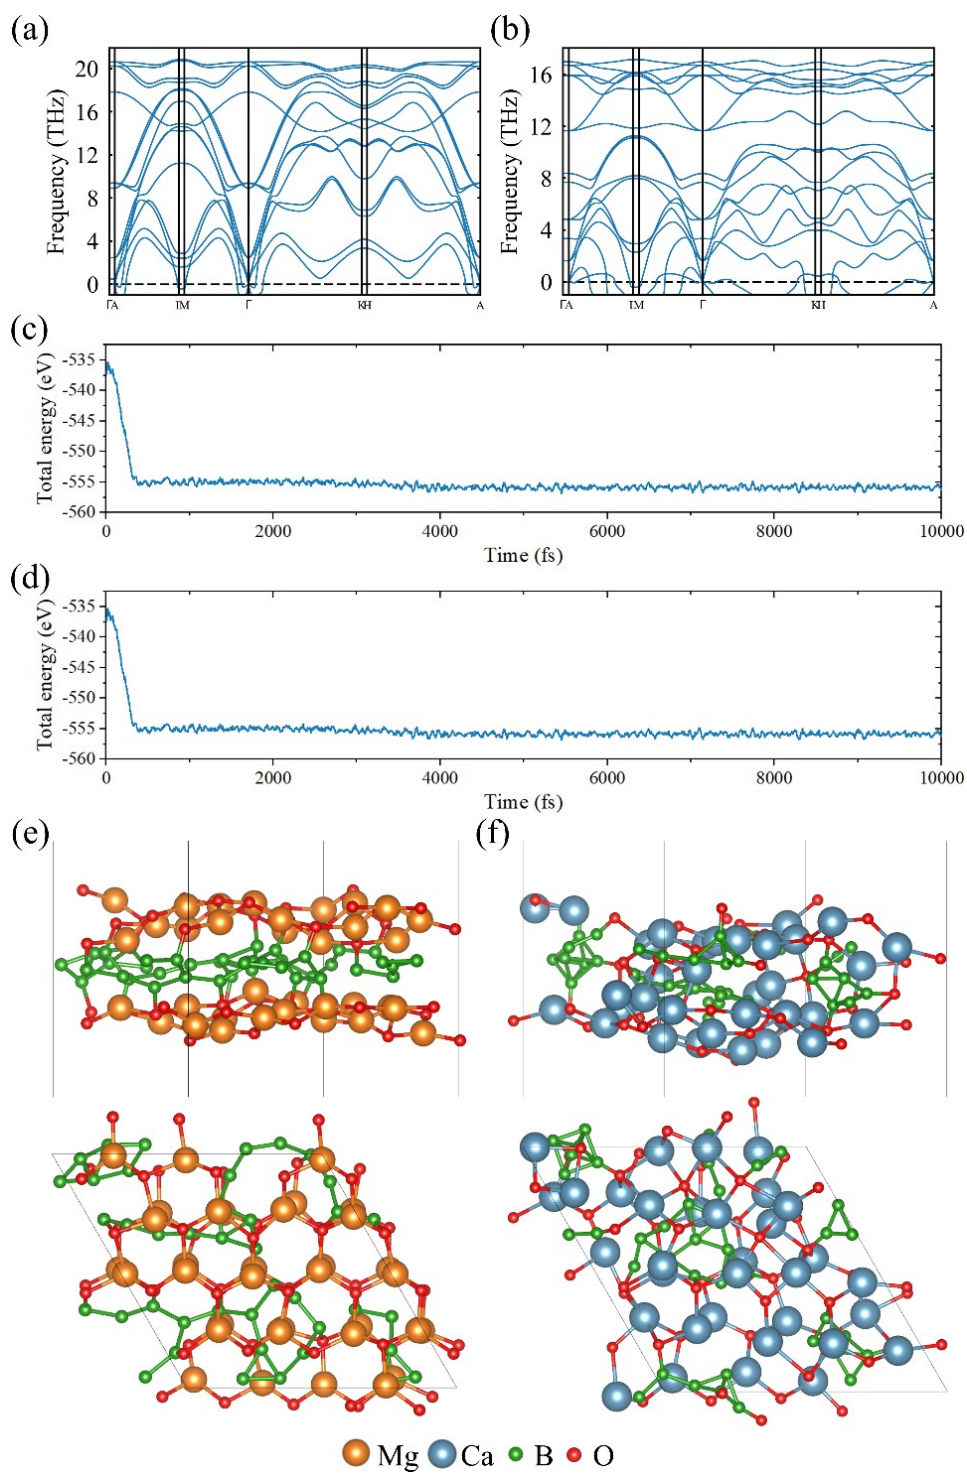 (a)
(b)
Frequency (THz)
20
16
12
8
4
0
ΓA
LM
Γ
KH
A
Frequency (THz)
16
12
8
4
0
ΓA
LM
Γ
KH
A
(c)
Total energy (eV)
-535
-540
-545
-550
-555
-560
0
2000
4000
6000
8000
10000
Time (fs)
(d)
Total energy (eV)
-535
-540
-545
-550
-555
-560
0
2000
4000
6000
8000
10000
Time (fs)
(e)
(f)
Mg Ca B O